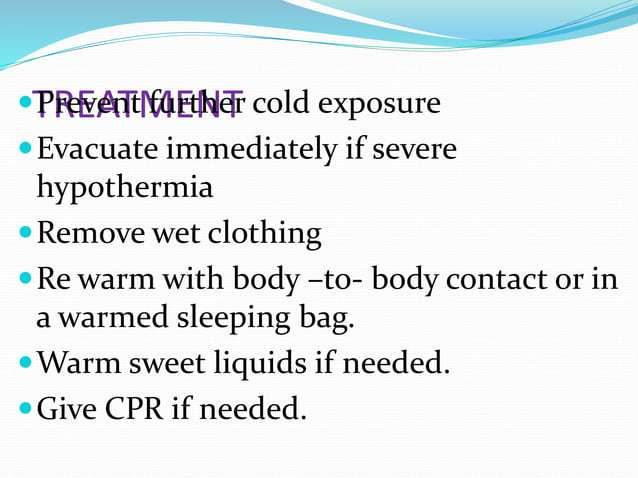 TREATMENT
•Prevent further cold exposure
•Evacuate immediately if severe
hypothermia
•Remove wet clothing
•Re warm with body –to- body contact or in
a warmed sleeping bag.
•Warm sweet liquids if needed.
•Give CPR if needed.